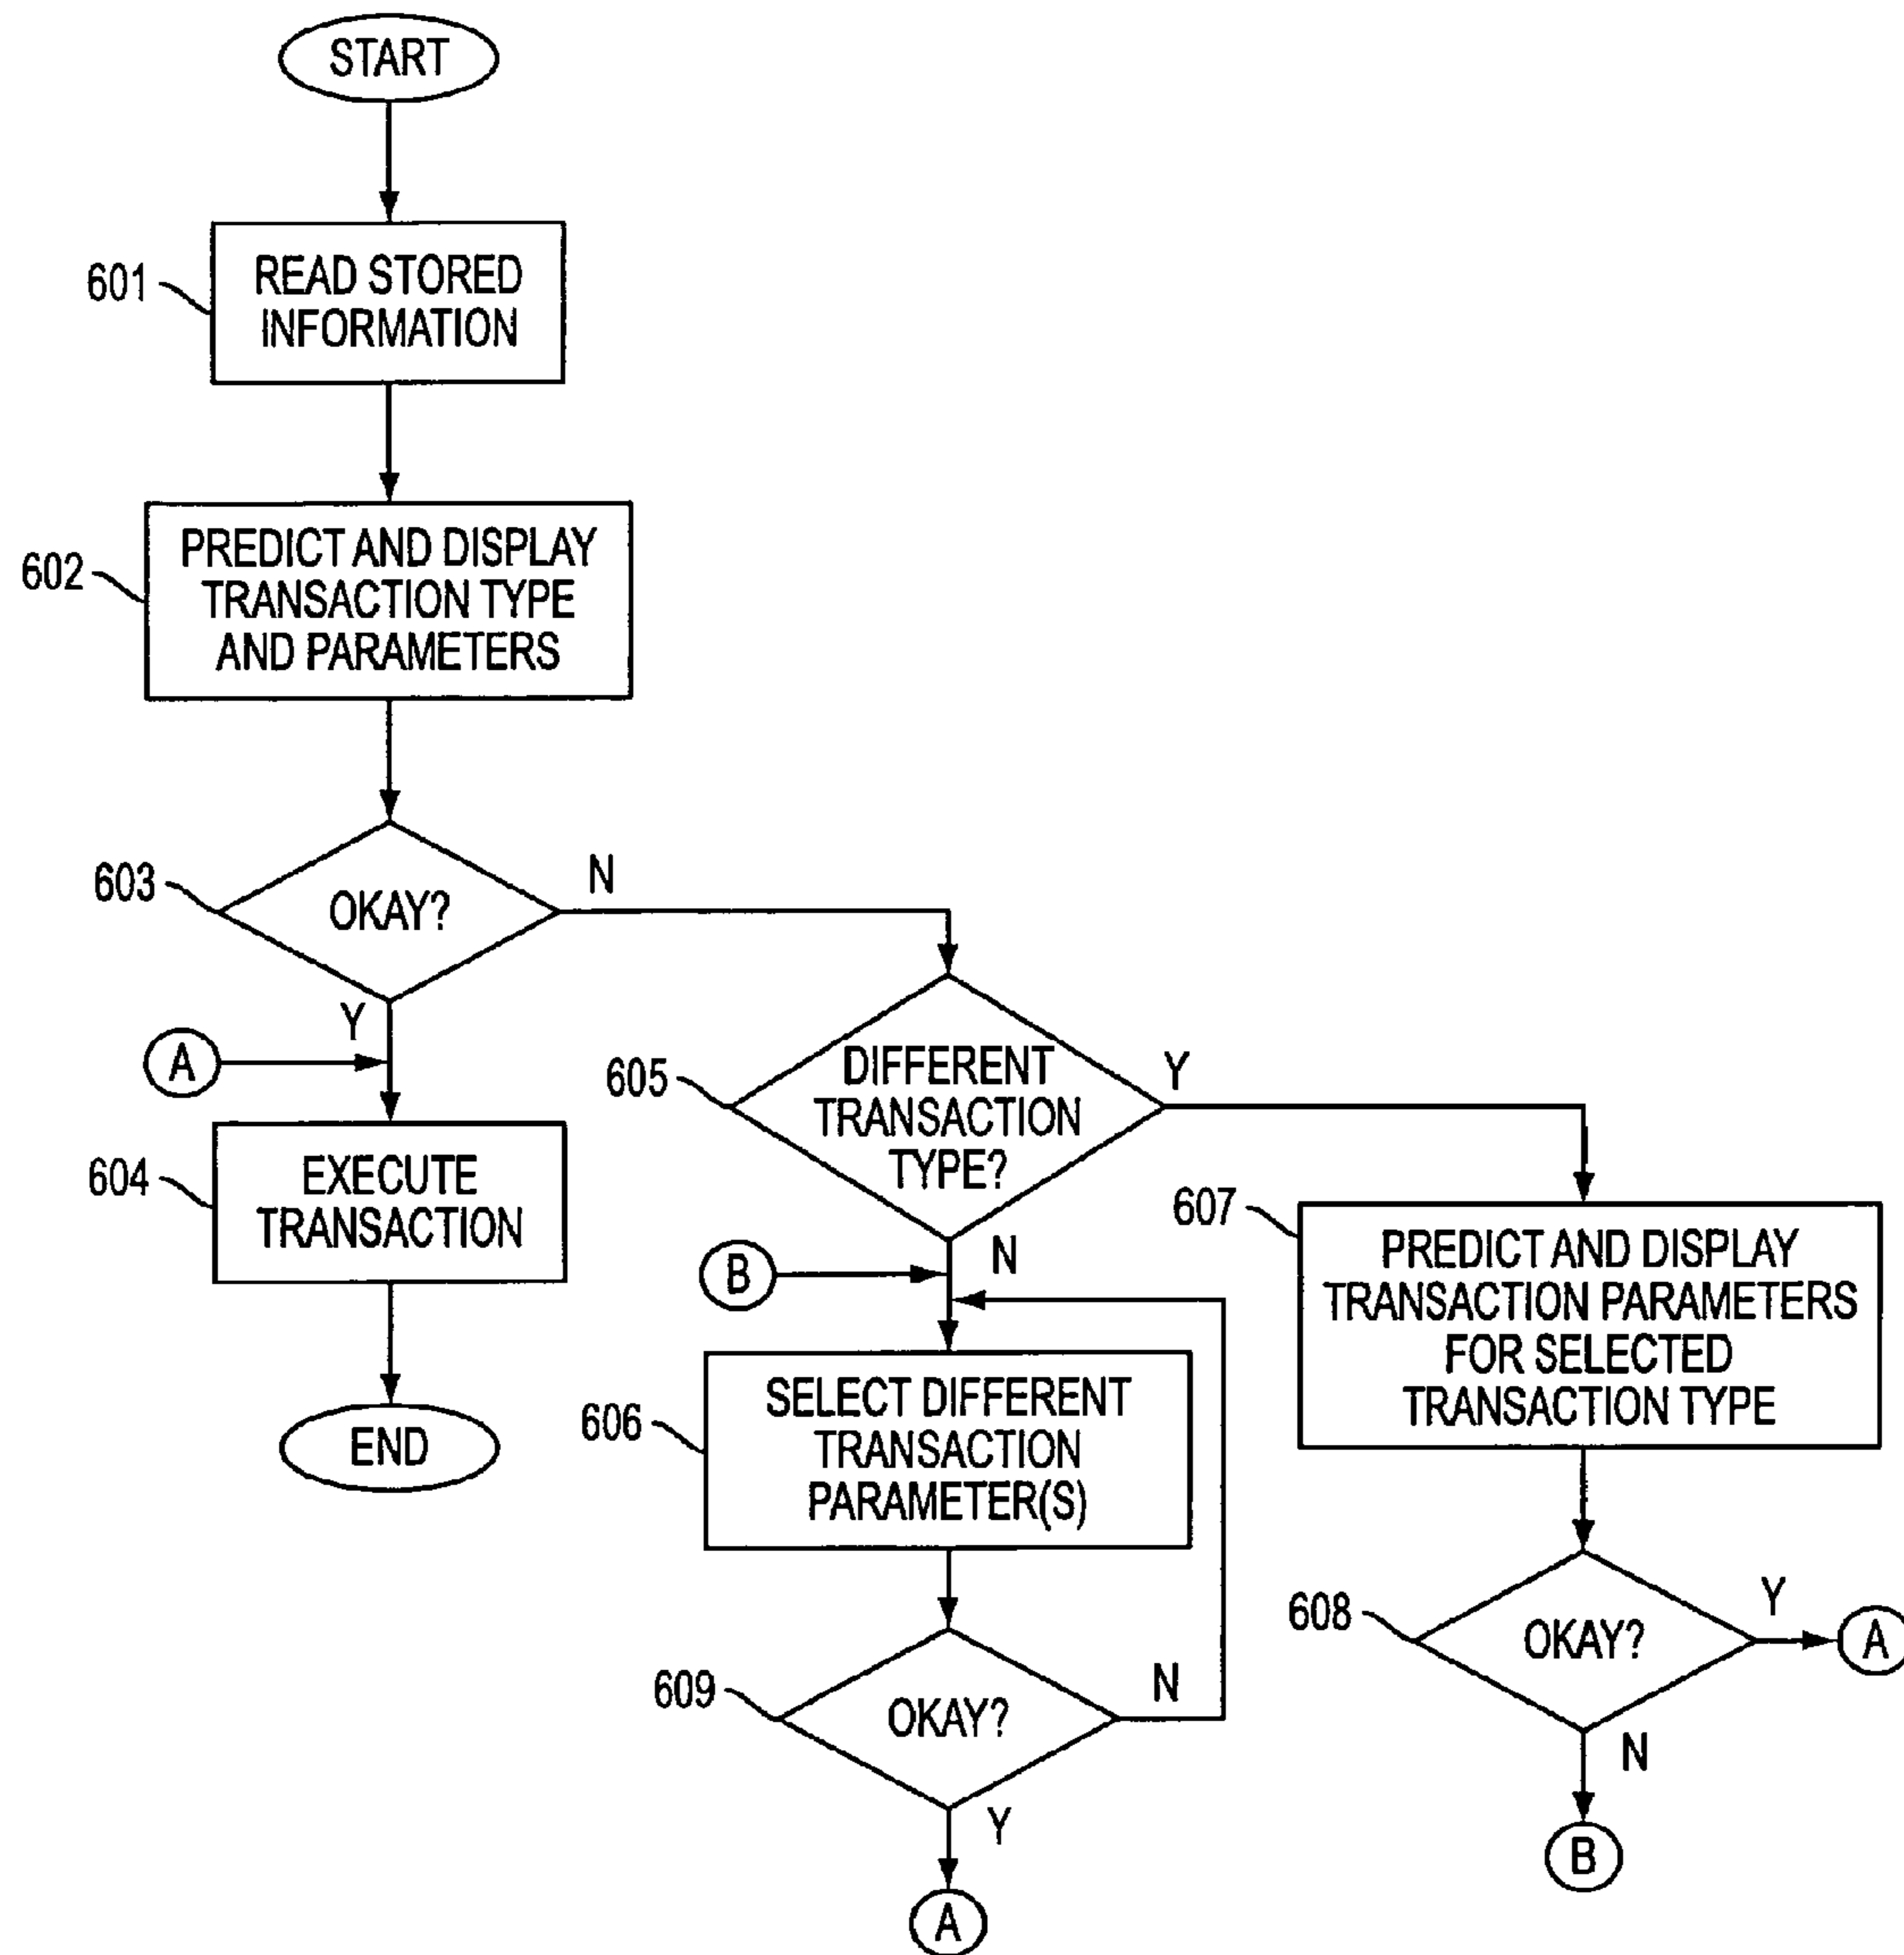 START
601
READ STORED
INFORMATION
602
PREDICT AND DISPLAY
TRANSACTION TYPE
AND PARAMETERS
603
OKAY?
N
Y
A
604
EXECUTE
TRANSACTION
END
605
DIFFERENT
TRANSACTION
TYPE?
Y
N
B
606
SELECT DIFFERENT
TRANSACTION
PARAMETER(S)
609
OKAY?
N
Y
A
607
PREDICT AND DISPLAY
TRANSACTION PARAMETERS
FOR SELECTED
TRANSACTION TYPE
608
OKAY?
Y
A
N
B